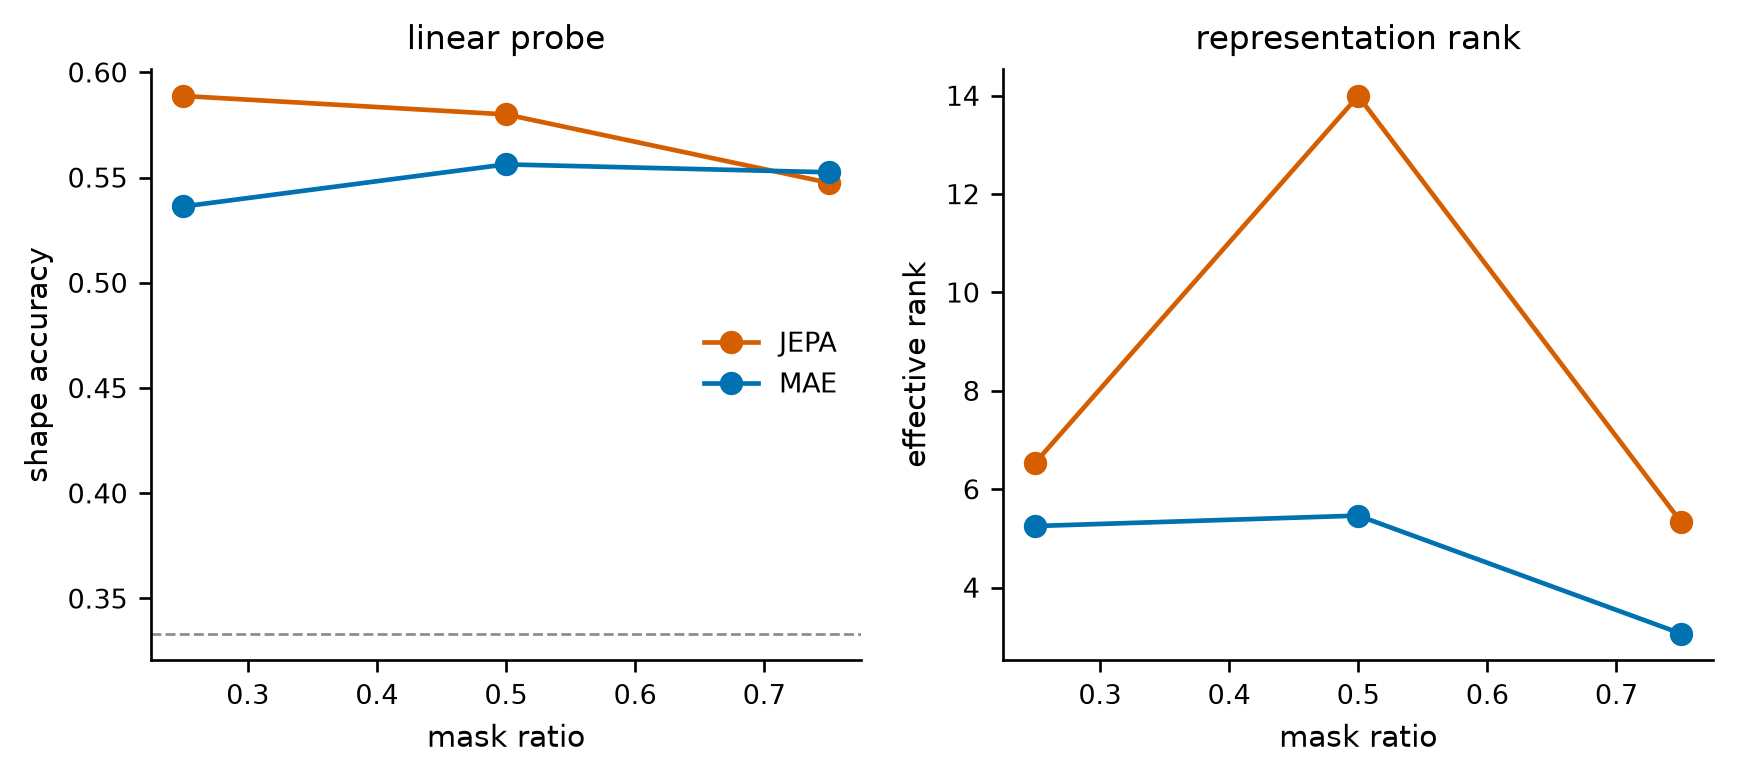 linear probe
shape accuracy
0.60
0.55
0.50
0.45
0.40
0.35
JEPA
MAE
0.3 0.4 0.5 0.6 0.7
mask ratio
representation rank
effective rank
14
12
10
8
6
4
0.3 0.4 0.5 0.6 0.7
mask ratio